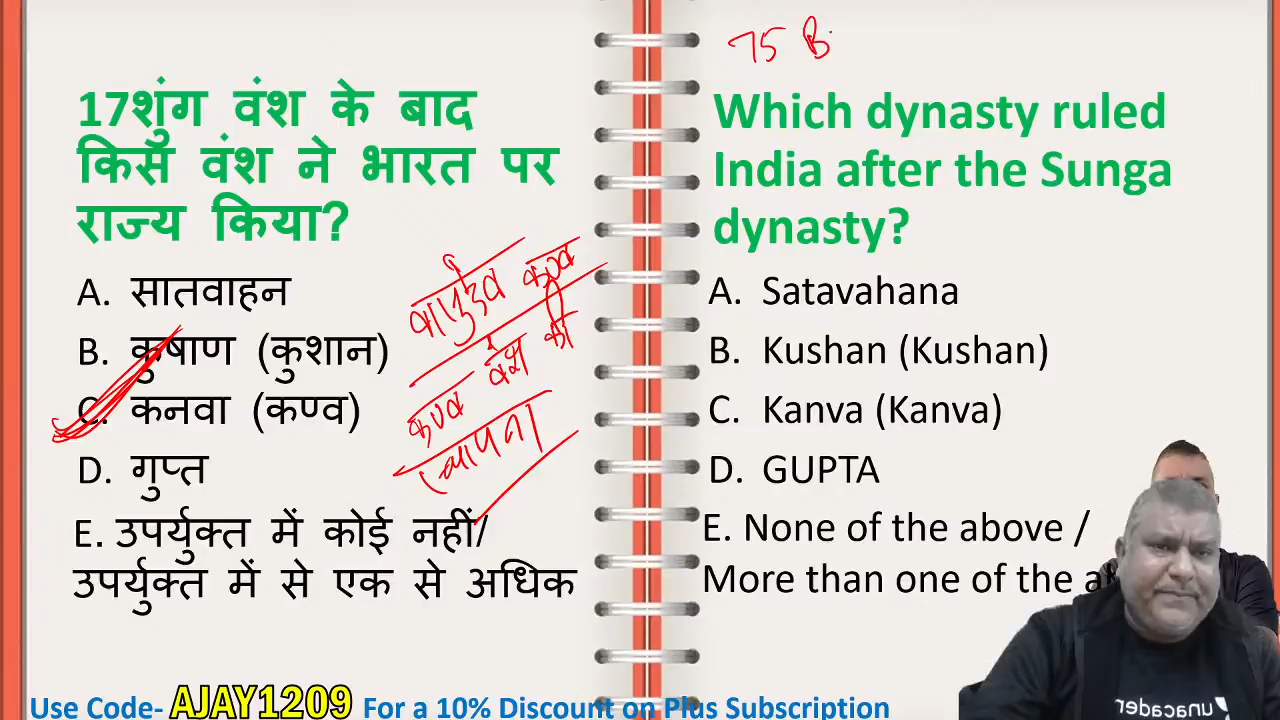 17शुंग वंश के बाद
किस वंश ने भारत पर
राज्य किया?
A. सातवाहन
B. कुषाण (कुशान)
C. कनवा (कण्व)
D. गुप्त
E. उपर्युक्त में कोई नहीं/
उपर्युक्त में से एक से अधिक
वासुदेव कण्व
कण्व वंश की
स्थापना
75 B
Which dynasty ruled
India after the Sunga
dynasty?
A. Satavahana
B. Kushan (Kushan)
C. Kanva (Kanva)
D. GUPTA
E. None of the above /
More than one of the
unacader
Use Code- AJAY1209 For a 10% Discount on Plus Subscription